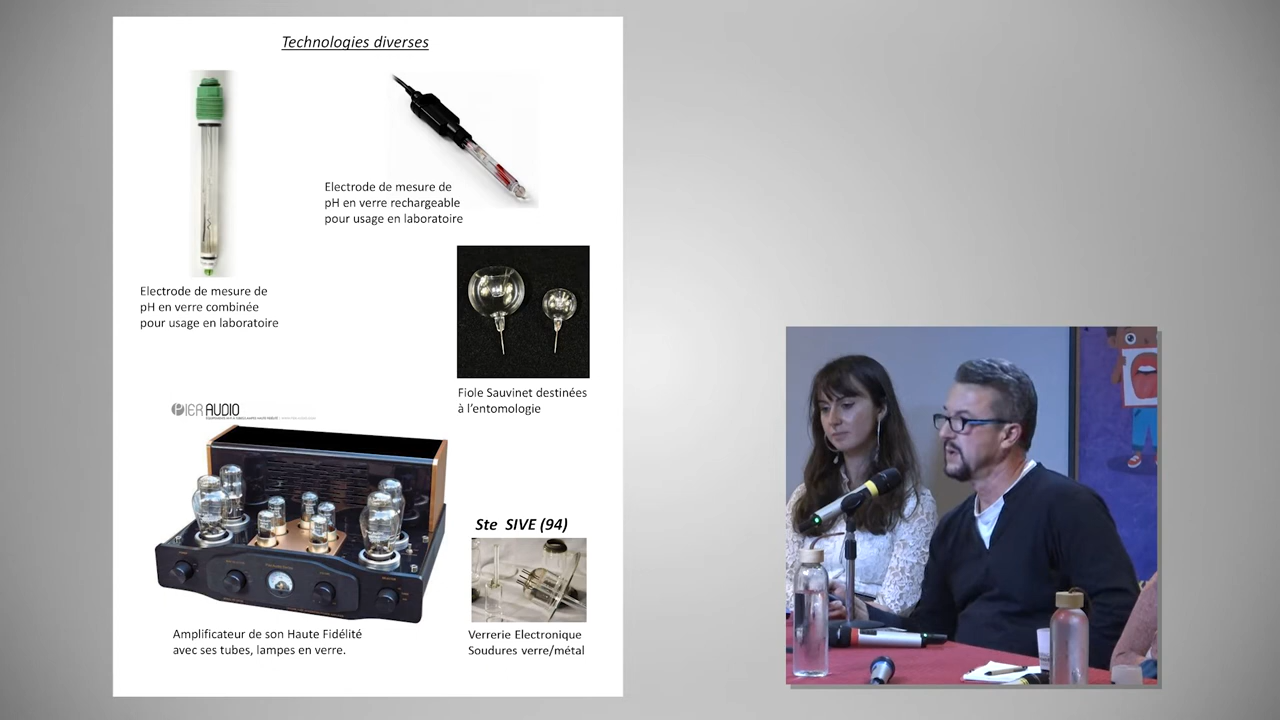 Technologies diverses
Electrode de mesure de
pH en verre rechargeable
pour usage en laboratoire
Electrode de mesure de
pH en verre combinée
pour usage en laboratoire
Fiole Sauvinet destinées
à l'entomologie
PIER AUDIO
Ste SIVE (94)
Amplificateur de son Haute Fidélité
avec ses tubes, lampes en verre.
Verrerie Electronique
Soudures verre/métal